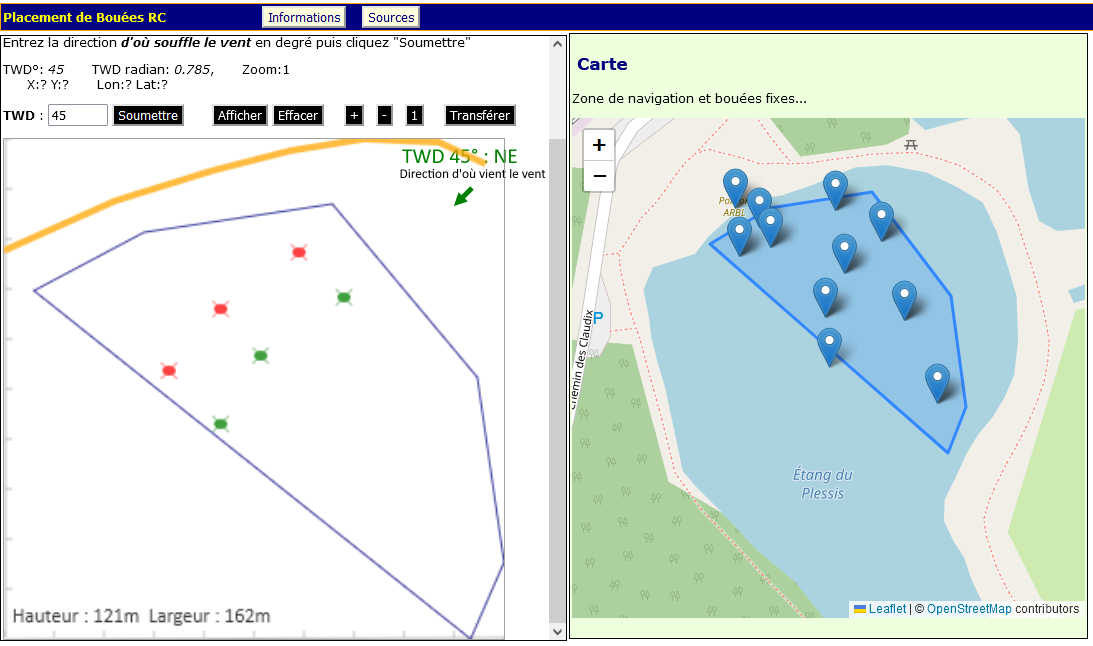 Placement de Bouées RC
Informations
Sources
Entrez la direction d'où souffle le vent en degré puis cliquez "Soumettre"
TWD°: 45 TWD radian: 0.785, Zoom:1
X:? Y:? Lon:? Lat:?
TWD : 45 Soumettre Afficher Effacer + - 1 Transférer
TWD 45° : NE
Direction d'où vient le vent
Hauteur : 121m Largeur : 162m
Carte
Zone de navigation et bouées fixes...
+
−
ARBL
P
Chemin des Claudix
Étang du
Plessis
Leaflet | © OpenStreetMap contributors